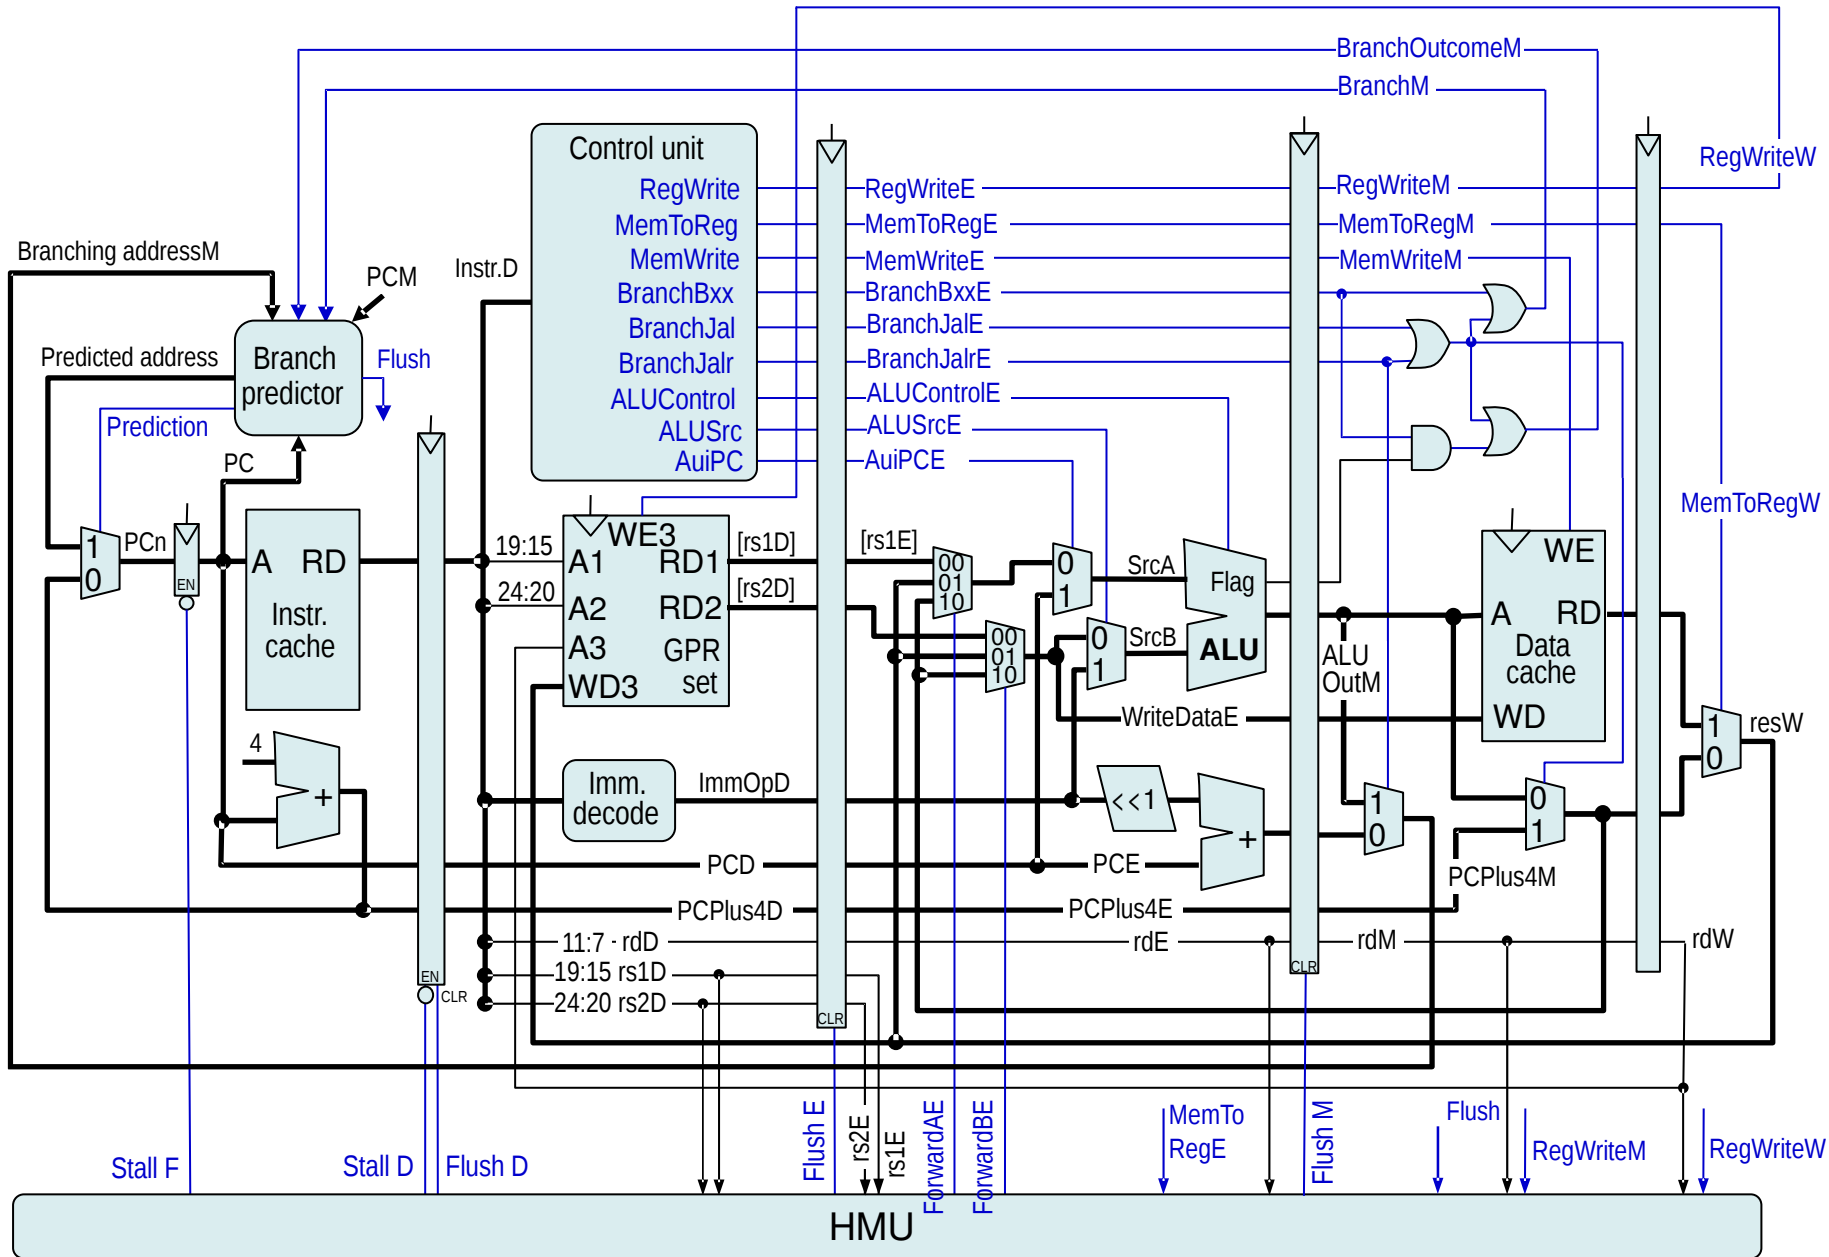 BranchOutcomeM
BranchM
Control unit
RegWriteW
RegWrite
RegWriteE
RegWriteM
MemToReg
MemToRegE
MemToRegM
Branching addressM
MemWrite
MemWriteE
MemWriteM
PCM
Instr.D
BranchBxx
BranchBxxE
BranchJal
BranchJalE
Predicted address
Branch
predictor
Flush
BranchJalr
BranchJalrE
ALUControl
ALUControlE
Prediction
ALUSrc
ALUSrcE
AuiPC
AuiPCE
PC
MemToRegW
PCn
1
0
EN
A
RD
Instr.
cache
19:15
24:20
WE3
A1
RD1
A2
RD2
A3
GPR
set
WD3
[rs1D]
[rs2D]
[rs1E]
00
01
10
00
01
10
0
1
SrcA
0
1
SrcB
Flag
ALU
ALU
OutM
WE
A
RD
Data
cache
WD
WriteDataE
1
0
resW
4
+
Imm.
decode
ImmOpD
<<1
+
1
0
0
1
PCD
PCE
PCPlus4M
PCPlus4D
PCPlus4E
11:7 - rdD
rdE
rdM
rdW
19:15 rs1D
24:20 rs2D
EN
CLR
CLR
CLR
Stall F
Stall D
Flush D
Flush E
rs2E
rs1E
ForwardAE
ForwardBE
MemTo
RegE
Flush M
Flush
RegWriteM
RegWriteW
HMU